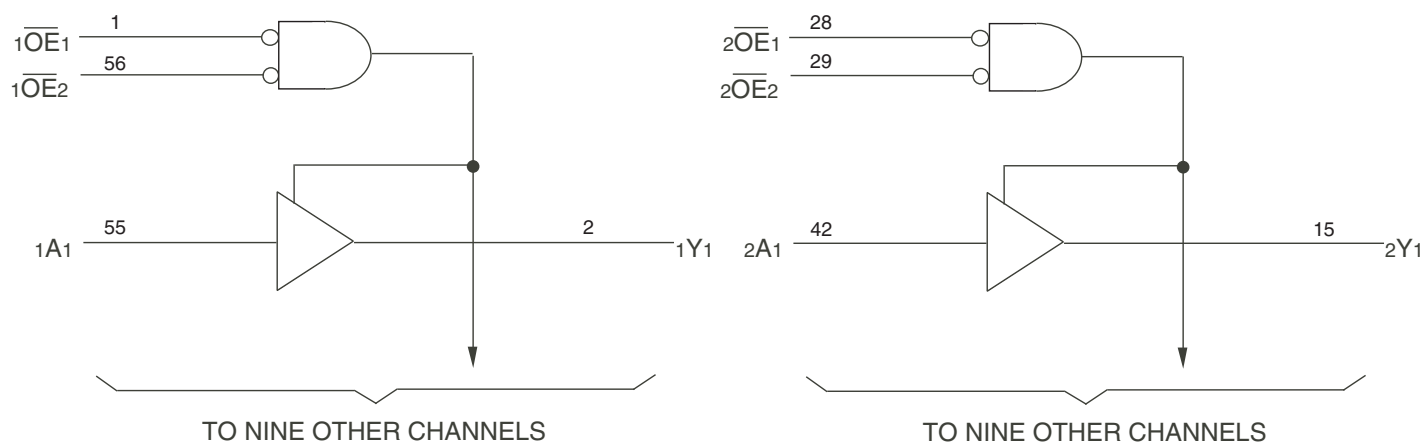 1OE1 1
1OE2 56
1A1 55 2 1Y1
TO NINE OTHER CHANNELS
2OE1 28
2OE2 29
2A1 42 15 2Y1
TO NINE OTHER CHANNELS